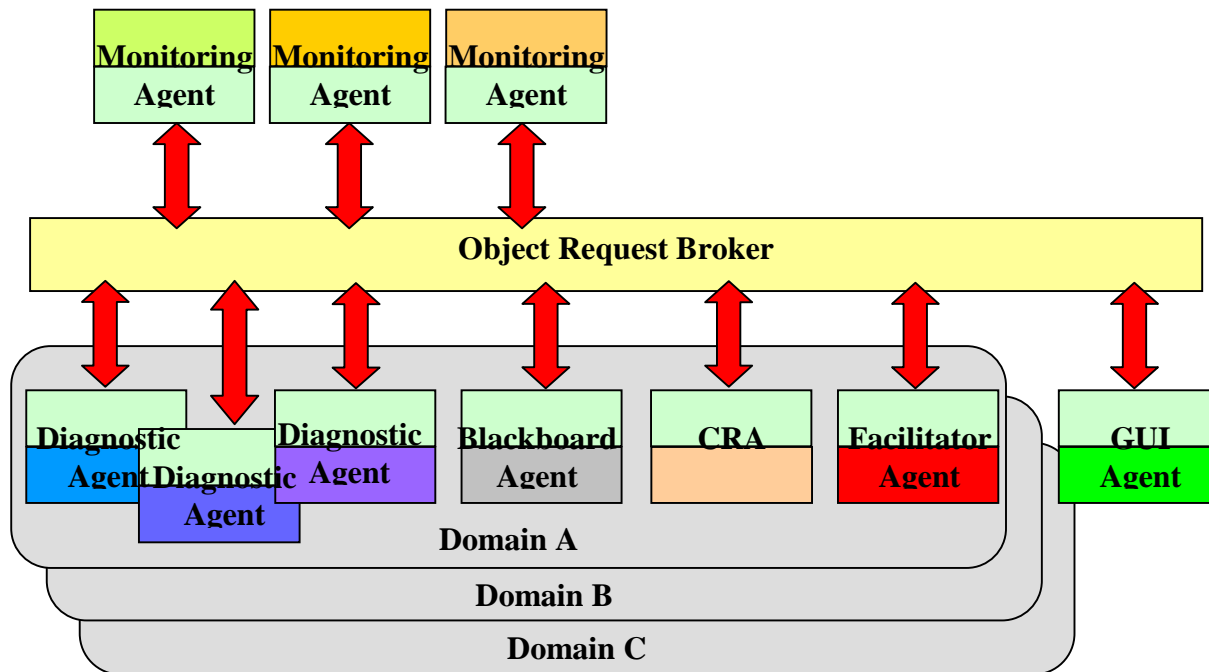 Monitoring
Agent
Monitoring
Agent
Monitoring
Agent
Object Request Broker
Diagnostic
Agent
Diagnostic
Agent
Diagnostic
Agent
Blackboard
Agent
CRA
Facilitator
Agent
GUI
Agent
Domain A
Domain B
Domain C